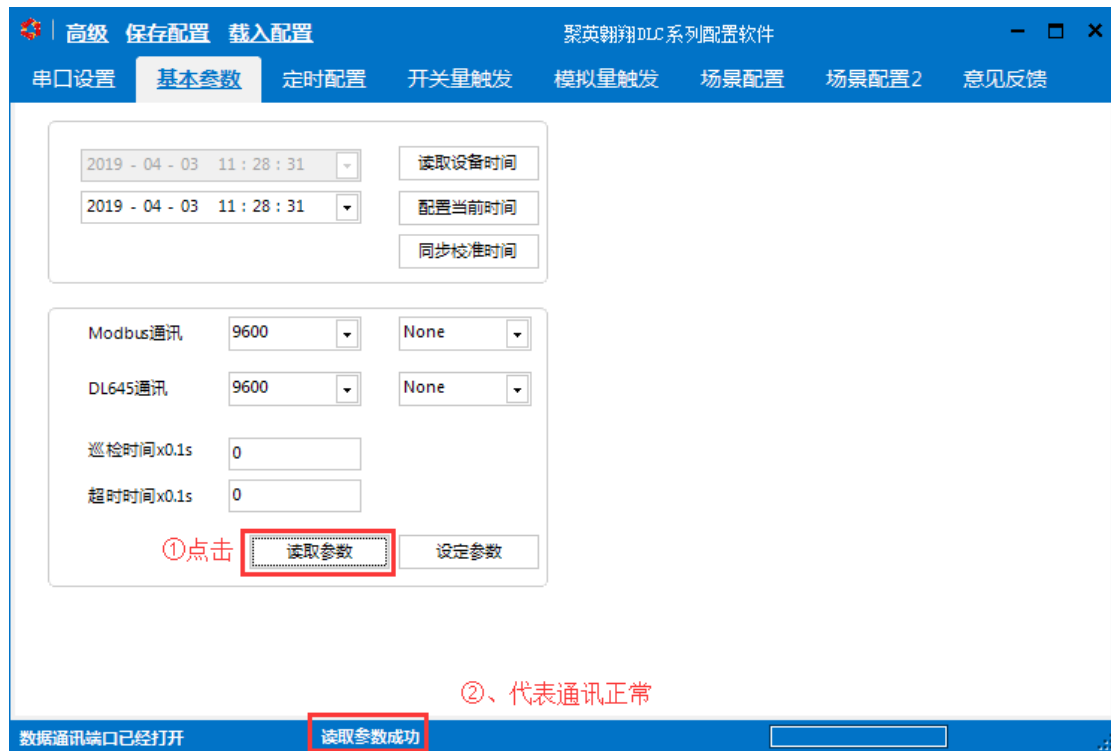 高级 保存配置 载入配置 聚英翱翔DLC系列配置软件
串口设置 基本参数 定时配置 开关量触发 模拟量触发 场景配置 场景配置2 意见反馈
2019 - 04 - 03 11 : 28 : 31 读取设备时间
2019 - 04 - 03 11 : 28 : 31 配置当前时间
同步校准时间
Modbus通讯 9600 None
DL645通讯 9600 None
巡检时间x0.1s 0
超时时间x0.1s 0
①点击 读取参数 设定参数
②、代表通讯正常
数据通讯端口已经打开 读取参数成功